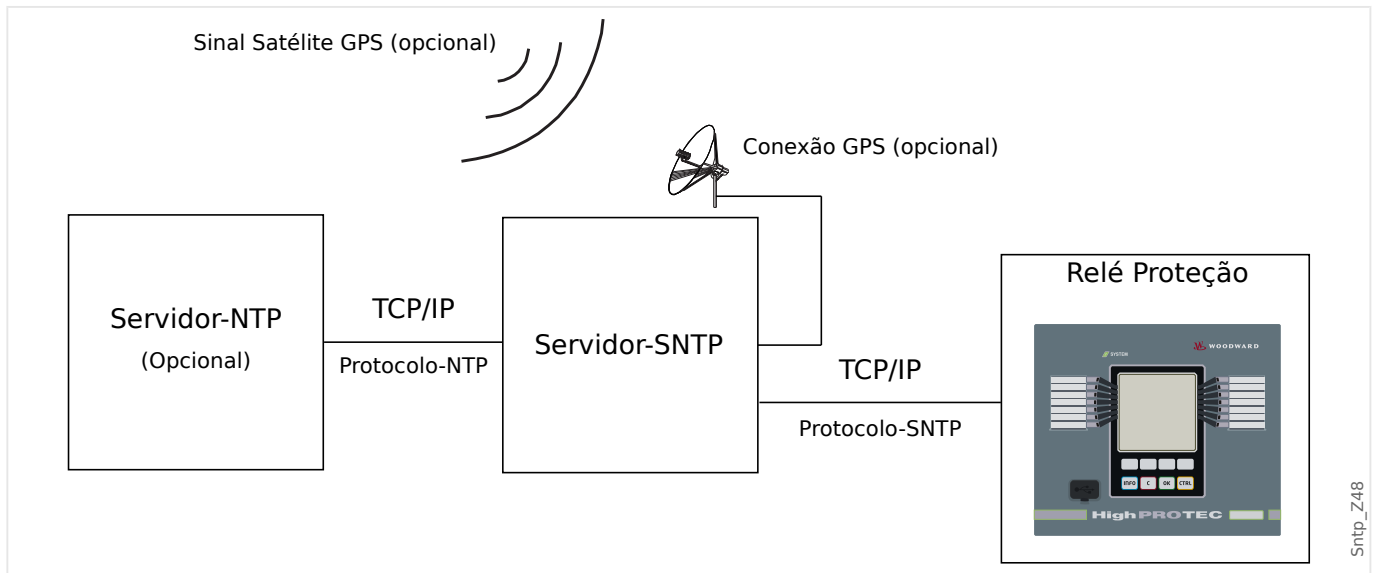 Sinal Satélite GPS (opcional)
Conexão GPS (opcional)
Servidor-NTP
(Opcional)
TCP/IP
Protocolo-NTP
Servidor-SNTP
TCP/IP
Protocolo-SNTP
Relé Proteção
SYSTEM
WOODWARD
INFO
C
OK
CTRL
HighPROTEC
Sntp_Z48